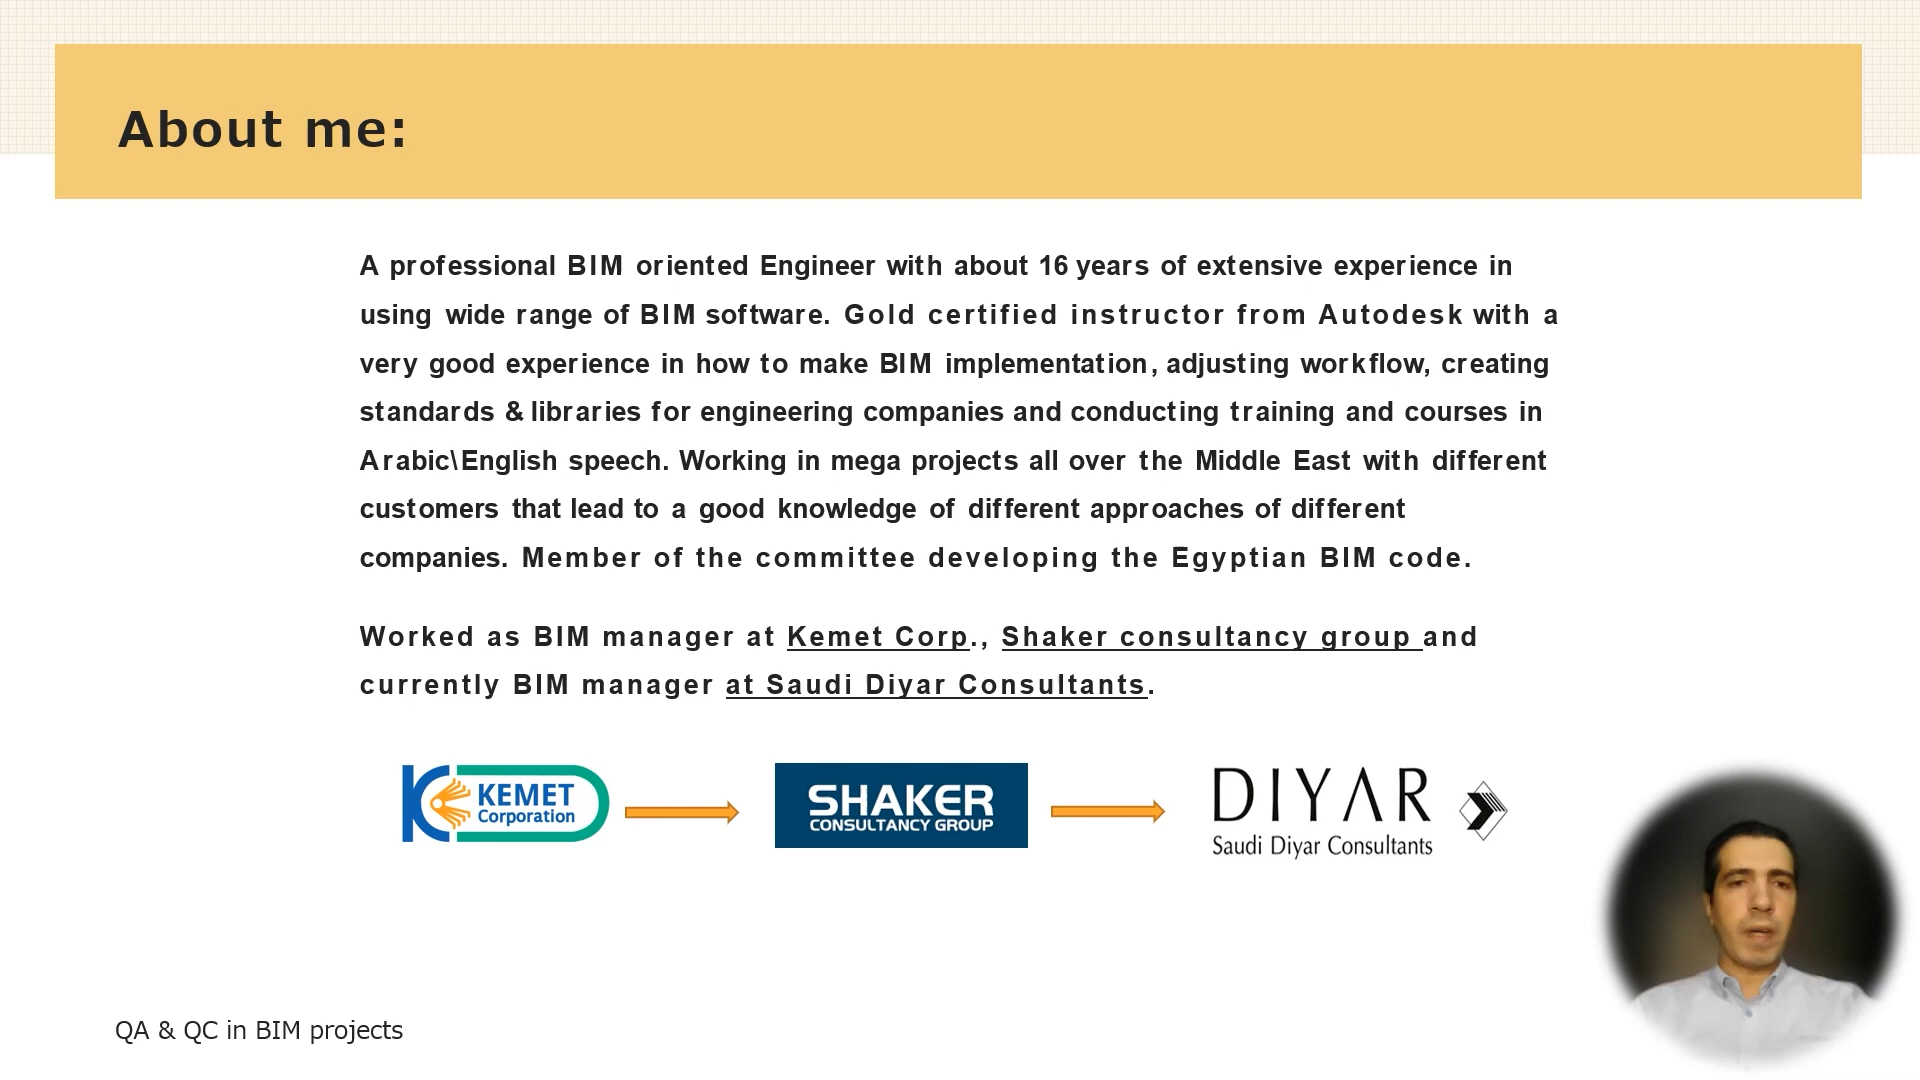 About me:
A professional BIM oriented Engineer with about 16 years of extensive experience in
using wide range of BIM software. Gold certified instructor from Autodesk with a
very good experience in how to make BIM implementation, adjusting workflow, creating
standards & libraries for engineering companies and conducting training and courses in
Arabic\English speech. Working in mega projects all over the Middle East with different
customers that lead to a good knowledge of different approaches of different
companies. Member of the committee developing the Egyptian BIM code.
Worked as BIM manager at Kemet Corp., Shaker consultancy group and
currently BIM manager at Saudi Diyar Consultants.
KEMET
Corporation
SHAKER
CONSULTANCY GROUP
DIYAR
Saudi Diyar Consultants
QA & QC in BIM projects